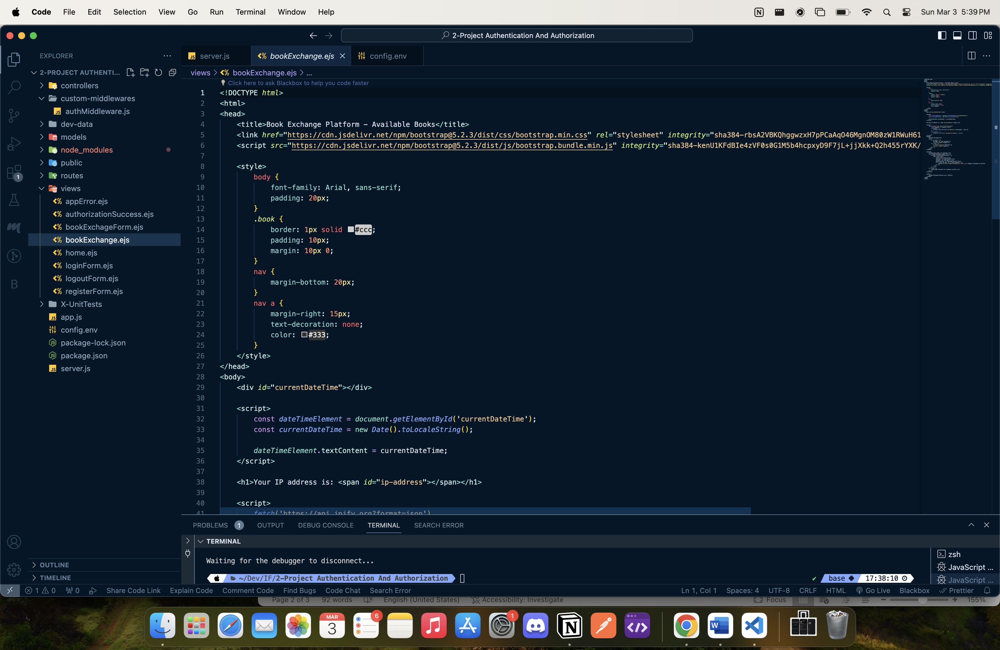 Code File Edit Selection View Go Run Terminal Window Help
Sun Mar 3 5:39 PM
2-Project Authentication And Authorization
EXPLORER
2-PROJECT AUTHENTI...
controllers
custom-middlewares
authMiddleware.js
dev-data
models
node_modules
public
routes
views
appError.ejs
authorizationSuccess.ejs
bookExchageForm.ejs
bookExchange.ejs
home.ejs
loginForm.ejs
logoutForm.ejs
registerForm.ejs
X-UnitTests
app.js
config.env
package-lock.json
package.json
server.js
OUTLINE
TIMELINE
1
B
server.js bookExchange.ejs config.env
views > bookExchange.ejs > ...
Click here to ask Blackbox to help you code faster
1 <!DOCTYPE html>
2 <html>
3 <head>
4 <title>Book Exchange Platform - Available Books</title>
5 <link href="https://cdn.jsdelivr.net/npm/bootstrap@5.2.3/dist/css/bootstrap.min.css" rel="stylesheet" integrity="sha384-rbsA2VBKQhggwzxH7pPCaAqO46MgnOM80zW1RWuH61
6 <script src="https://cdn.jsdelivr.net/npm/bootstrap@5.2.3/dist/js/bootstrap.bundle.min.js" integrity="sha384-kenU1KFdBIe4zVF0s0G1M5b4hcpxyD9F7jL+jjXkk+Q2h455rYXK/
7
8 <style>
9 body {
10 font-family: Arial, sans-serif;
11 padding: 20px;
12 }
13 .book {
14 border: 1px solid #ccc;
15 padding: 10px;
16 margin: 10px 0;
17 }
18 nav {
19 margin-bottom: 20px;
20 }
21 nav a {
22 margin-right: 15px;
23 text-decoration: none;
24 color: #333;
25 }
26 </style>
27 </head>
28 <body>
29 <div id="currentDateTime"></div>
30
31 <script>
32 const dateTimeElement = document.getElementById('currentDateTime');
33 const currentDateTime = new Date().toLocaleString();
34
35 dateTimeElement.textContent = currentDateTime;
36 </script>
37
38 <h1>Your IP address is: <span id="ip-address"></span></h1>
39
40 <script>
41 fetch('https://api.ipify.org?format=json')
PROBLEMS 1 OUTPUT DEBUG CONSOLE TERMINAL SEARCH ERROR
TERMINAL
Waiting for the debugger to disconnect...
~/Dev/IF/2-Project Authentication And Authorization
base 17:38:10
zsh
JavaScript ...
JavaScript ...
1 0 0 Share Code Link Explain Code Comment Code Find Bugs Code Chat Search Error
Ln 1, Col 1 Spaces: 4 UTF-8 CRLF HTML Go Live Blackbox Prettier
Page 2 of 3 92 words English (United States) Accessibility: Investigate Focus 155%
MAR
3
6
1